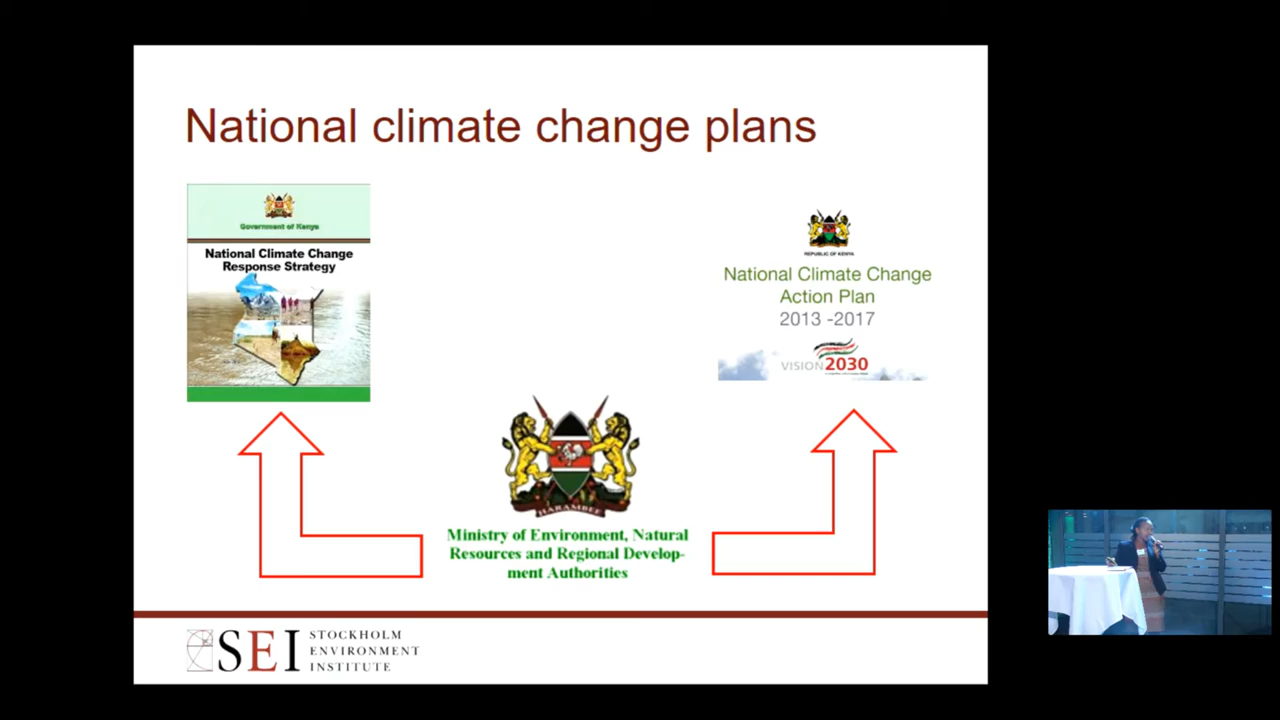 National climate change plans
Government of Kenya
National Climate Change
Response Strategy
REPUBLIC OF KENYA
National Climate Change
Action Plan
2013 -2017
VISION 2030
HARAMBEE
Ministry of Environment, Natural
Resources and Regional Develop-
ment Authorities
SEI
STOCKHOLM
ENVIRONMENT
INSTITUTE